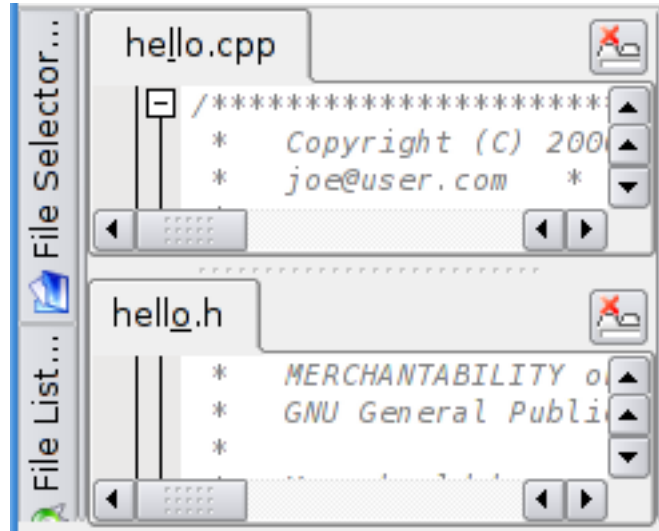 File Selector...
File List...
hello.cpp
/************************
* Copyright (C) 200
* joe@user.com *
hello.h
* MERCHANTABILITY o
* GNU General Publi
*